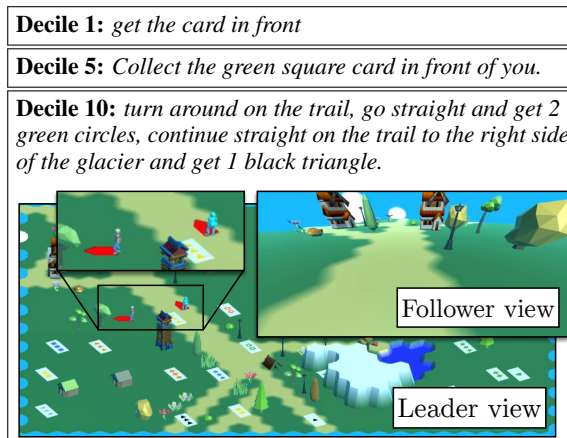 Decile 1: get the card in front
Decile 5: Collect the green square card in front of you.
Decile 10: turn around on the trail, go straight and get 2
green circles, continue straight on the trail to the right side
of the glacier and get 1 black triangle.
Follower view
Leader view